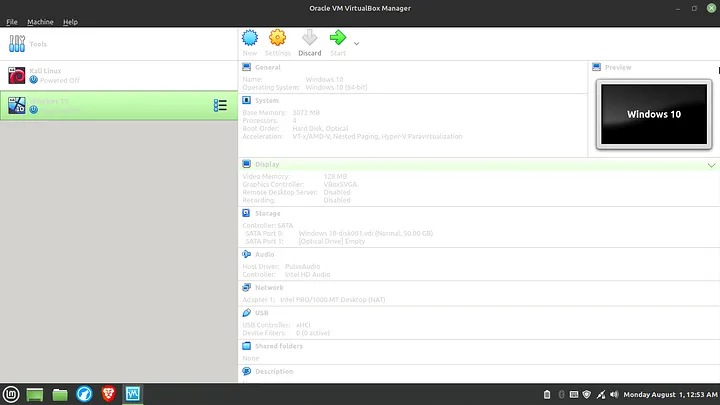 Oracle VM VirtualBox Manager
File Machine Help
Tools
New Settings Discard Start
Kali Linux
Powered Off
General
Name: Windows 10
Operating System: Windows 10 (64-bit)
Preview
Windows 10
System
Base Memory: 3072 MB
Processors: 4
Boot Order: Hard Disk, Optical
Acceleration: VT-x/AMD-V, Nested Paging, Hyper-V Paravirtualization
Display
Video Memory: 128 MB
Graphics Controller: VBoxSVGA
Remote Desktop Server: Disabled
Recording: Disabled
Storage
Controller: SATA
SATA Port 0: Windows 10-disk001.vdi (Normal, 50.00 GB)
SATA Port 1: [Optical Drive] Empty
Audio
Host Driver: PulseAudio
Controller: Intel HD Audio
Network
Adapter 1: Intel PRO/1000 MT Desktop (NAT)
USB
USB Controller: xHCI
Device Filters: 0 (0 active)
Shared Folders
None
Description
Monday August 1, 12:53 AM